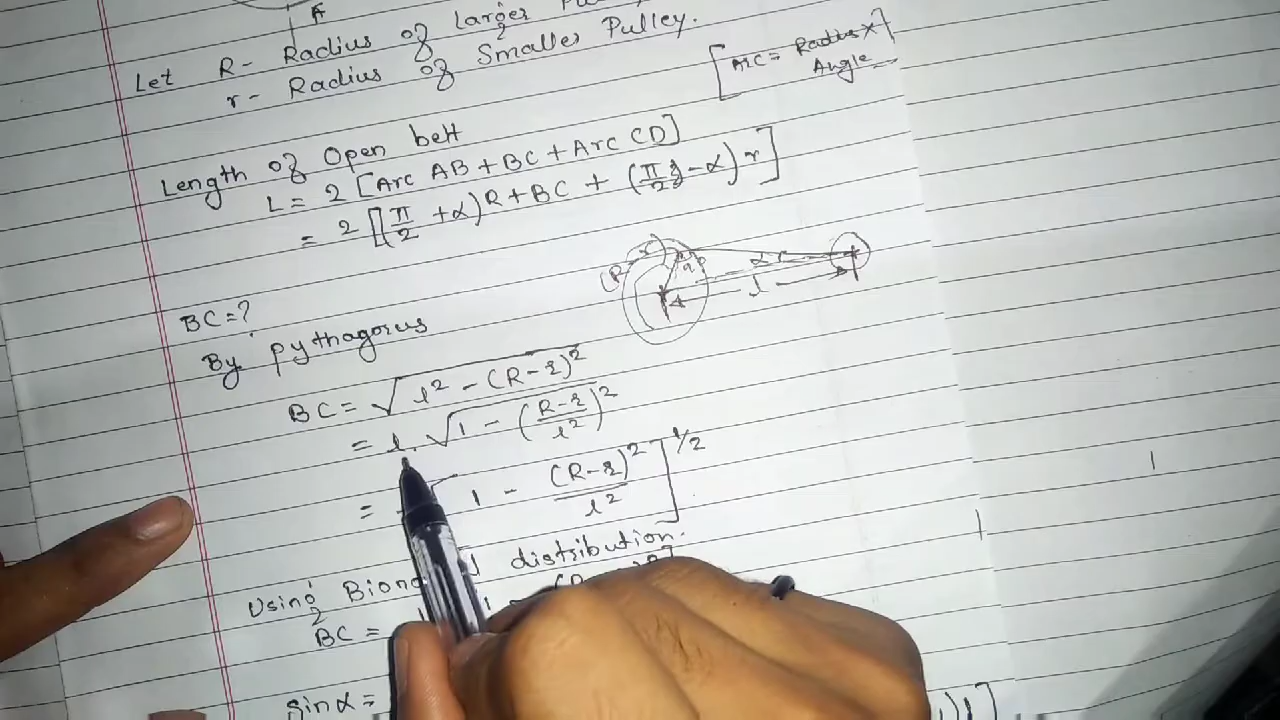 A
Let R- Radius of Larger
r- Radius of Smaller Pulley.
[Arc = Radius × Angle]
Length of Open belt
L = 2 [Arc AB + BC + Arc CD]
= 2 [(π/2 + α) R + BC + (π/2 - α) r]
(R - r)
90
α
l
BC = ?
By pythagorus
BC = √(l² - (R-r)²)
= l. √(1 - ((R-r)/l²)²)
= 1 - (R-r)²/l²]^1/2
Using distribution.
BC =
Sinα =